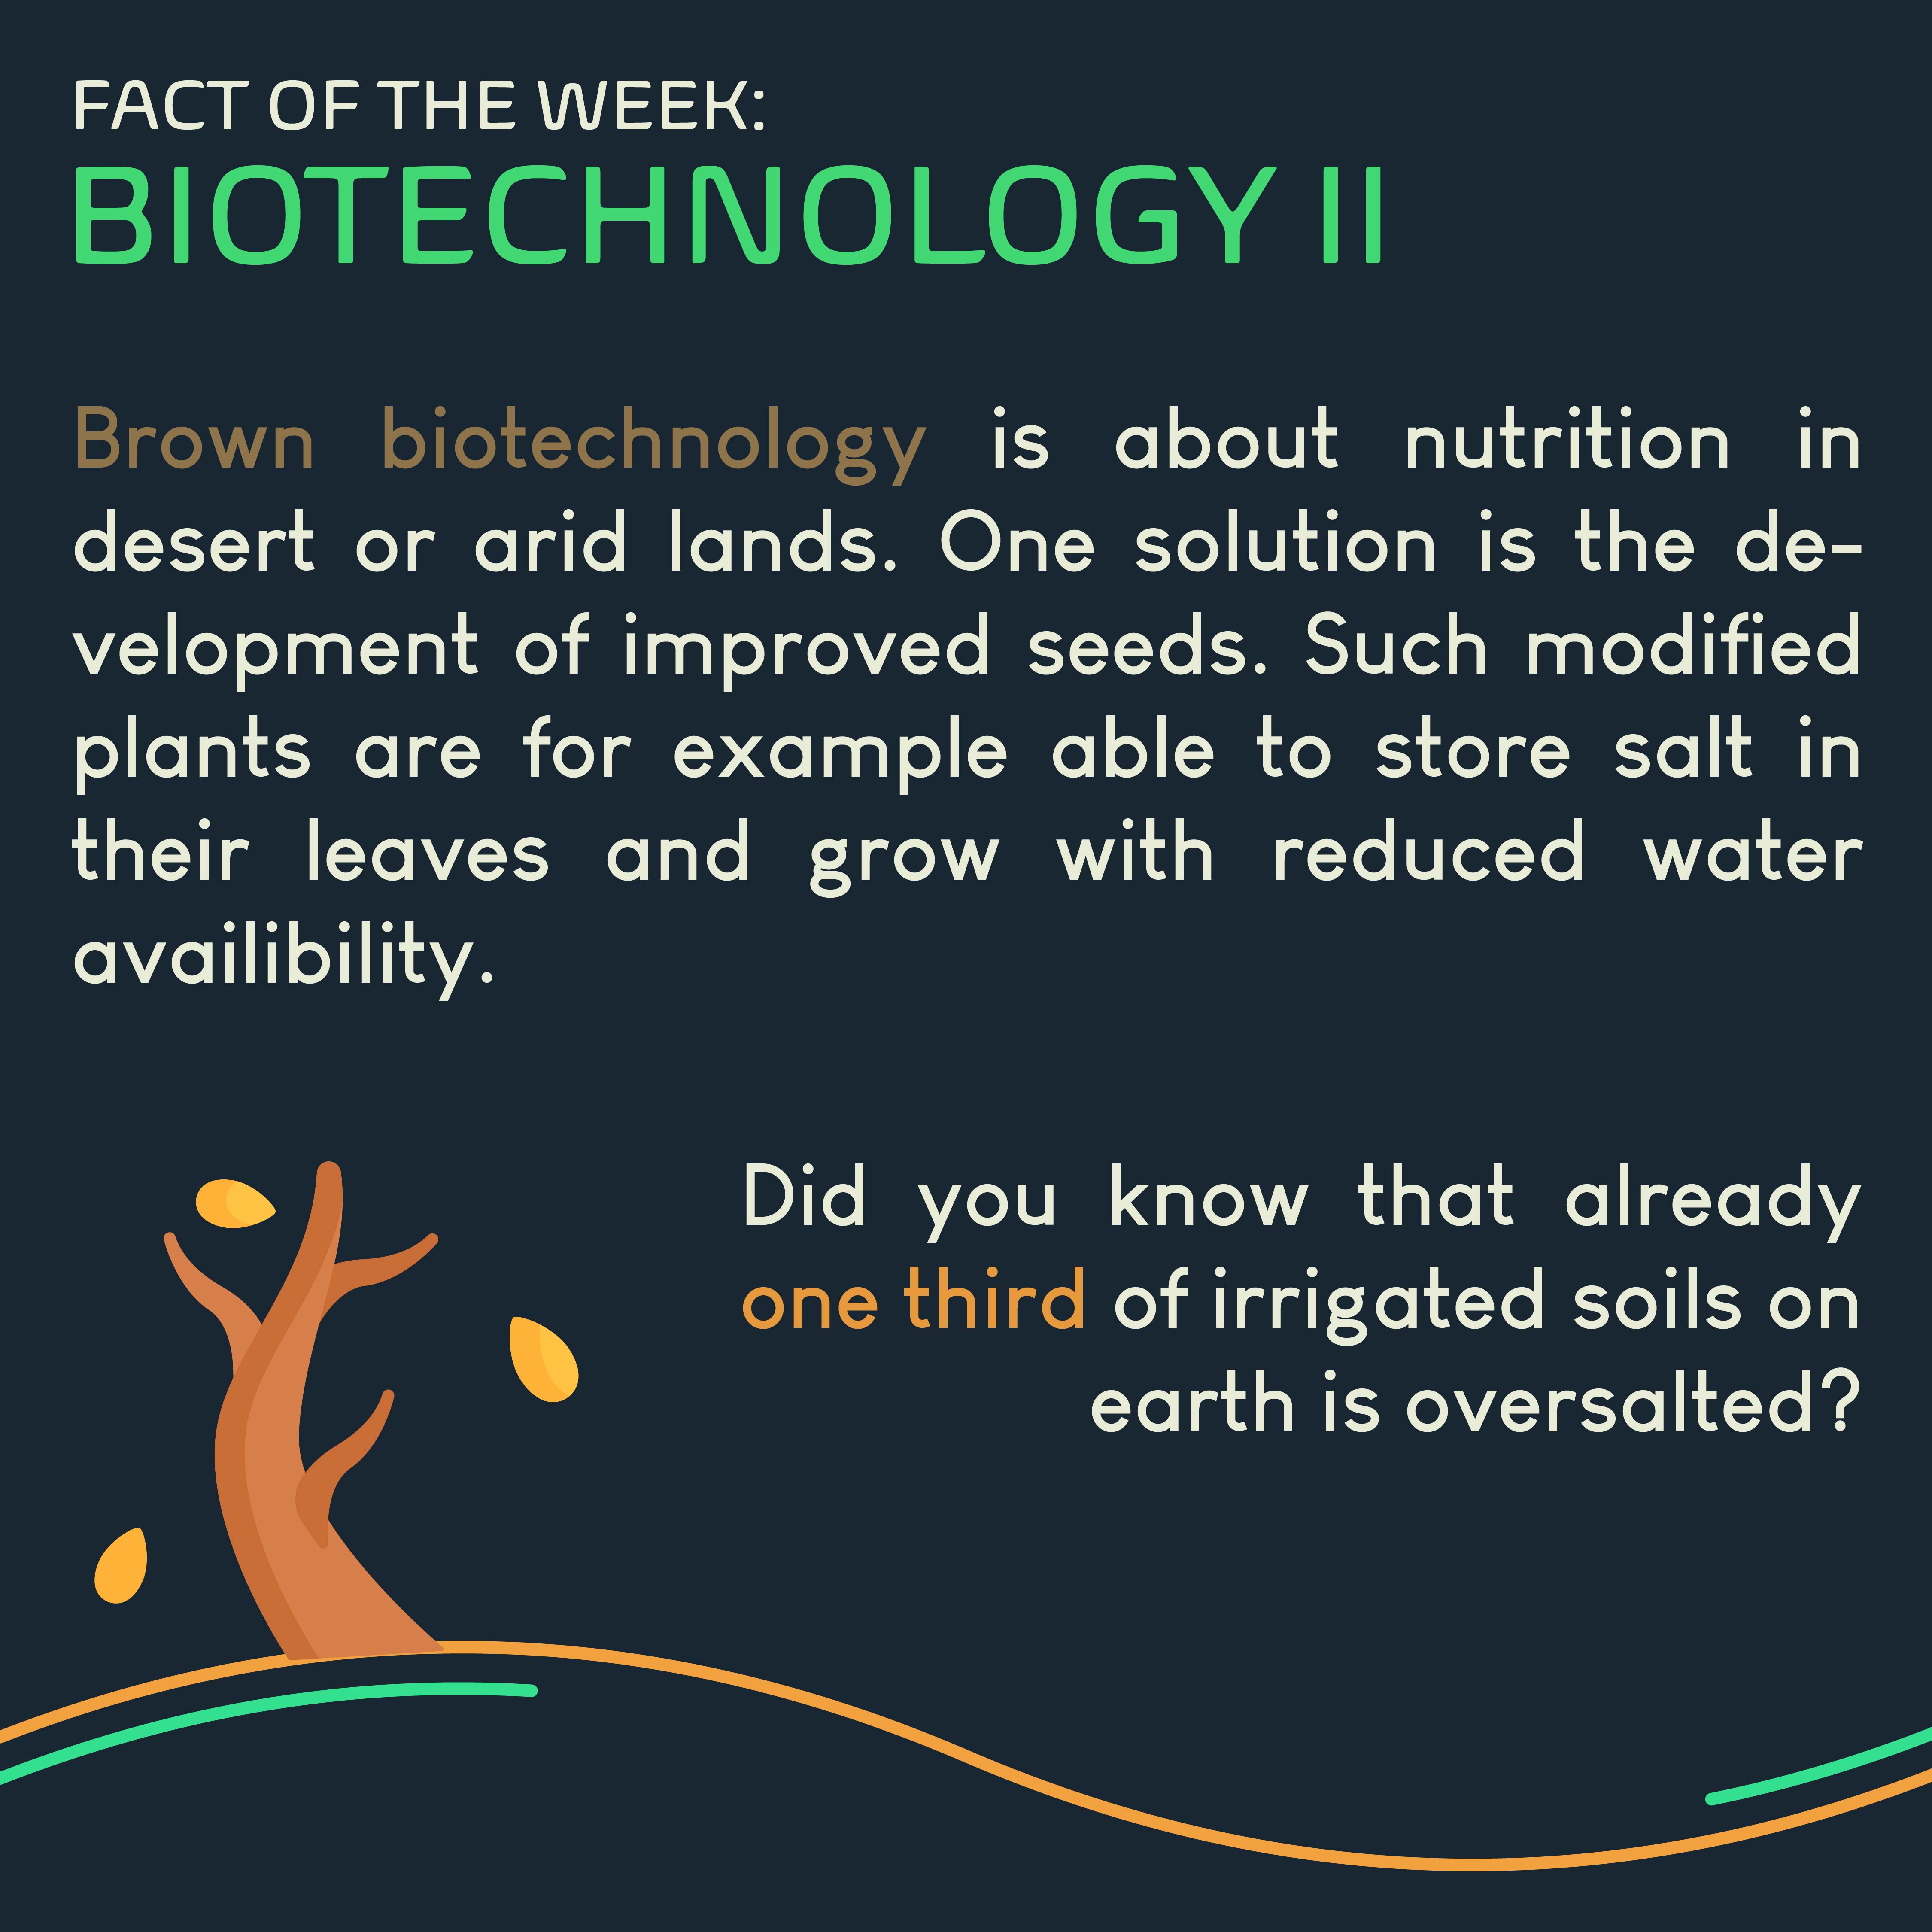 FACT OF THE WEEK:
BIOTECHNOLOGY II
Brown biotechnology is about nutrition in
desert or arid lands. One solution is the de-
velopment of improved seeds. Such modified
plants are for example able to store salt in
their leaves and grow with reduced water
availibility.
Did you know that already
one third of irrigated soils on
earth is oversalted?